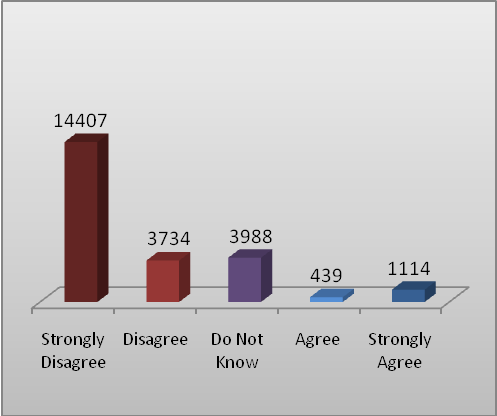 14407
3734
3988
439
1114
Strongly Disagree
Disagree
Do Not Know
Agree
Strongly Agree